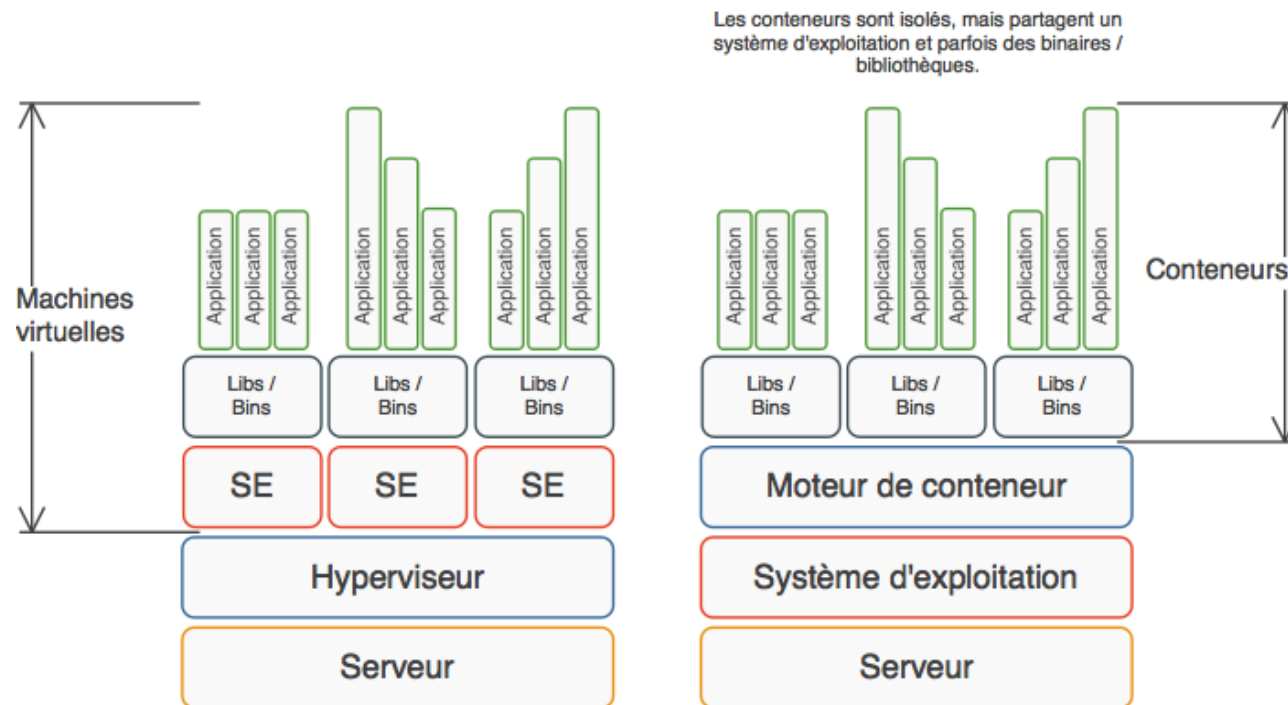 Les conteneurs sont isolés, mais partagent un
système d'exploitation et parfois des binaires /
bibliothèques.
Machines
virtuelles
Application
Application
Application
Application
Application
Application
Application
Application
Application
Libs /
Bins
Libs /
Bins
Libs /
Bins
SE
SE
SE
Hyperviseur
Serveur
Application
Application
Application
Application
Application
Application
Application
Application
Application
Conteneurs
Libs /
Bins
Libs /
Bins
Libs /
Bins
Moteur de conteneur
Système d'exploitation
Serveur